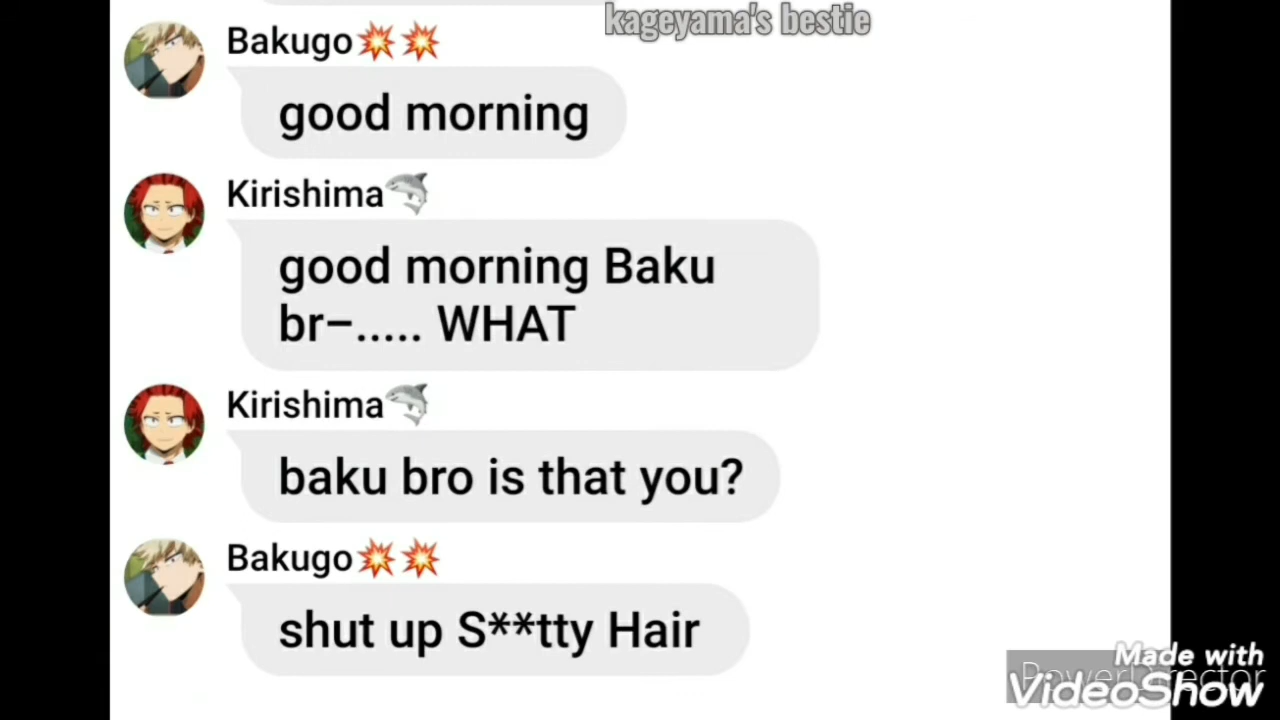 kageyama's bestie
Bakugo💥💥
good morning
Kirishima🦈
good morning Baku
br–..... WHAT
Kirishima🦈
baku bro is that you?
Bakugo💥💥
shut up S**tty Hair
Made with
PowerDirector
VideoShow